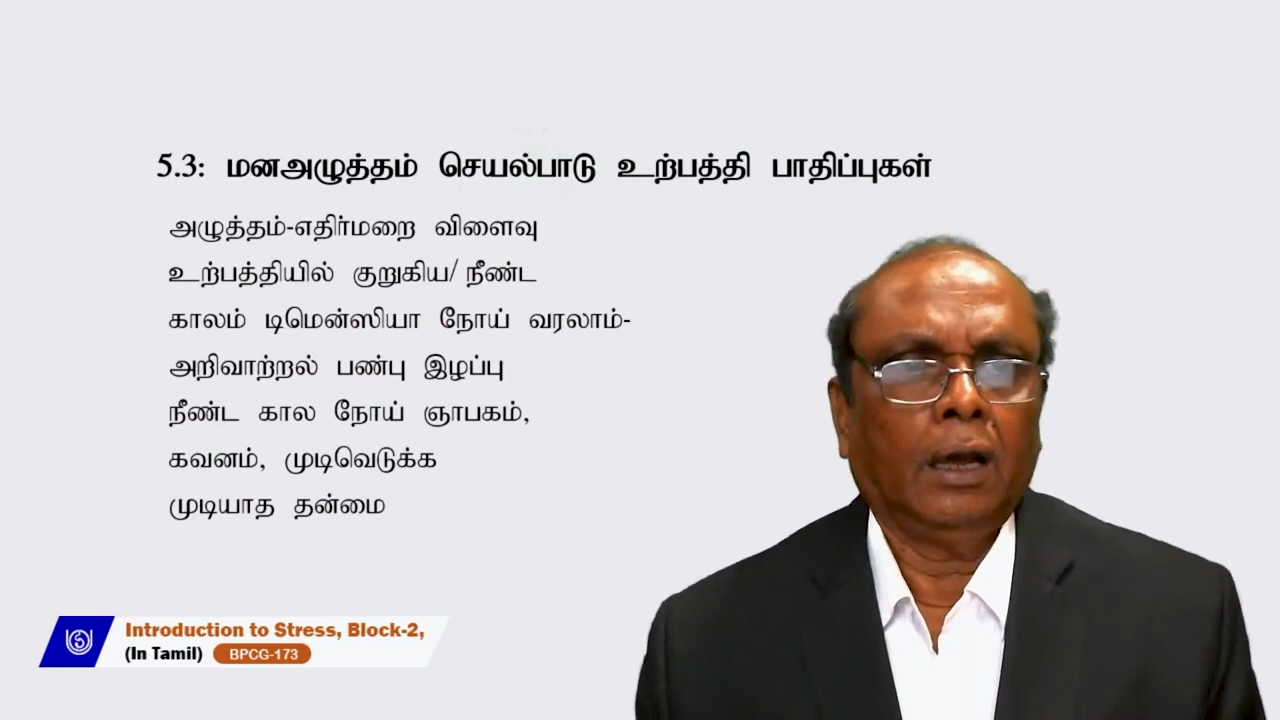 5.3: மனஅழுத்தம் செயல்பாடு உற்பத்தி பாதிப்புகள்
அழுத்தம்-எதிர்மறை விளைவு
உற்பத்தியில் குறுகிய/ நீண்ட
காலம் டிமென்ஸியா நோய் வரலாம்-
அறிவாற்றல் பண்பு இழப்பு
நீண்ட கால நோய் ஞாபகம்,
கவனம், முடிவெடுக்க
முடியாத தன்மை
Introduction to Stress, Block-2,
(In Tamil) BPCG-173